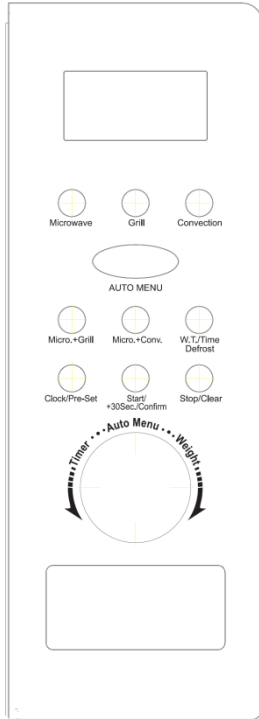 Microwave Grill Convection
AUTO MENU
Micro.+Grill Micro.+Conv. W.T./Time
Defrost
Clock/Pre-Set Start/ Stop/Clear
+30Sec./Confirm
Timer • • • Auto Menu • • • Weight